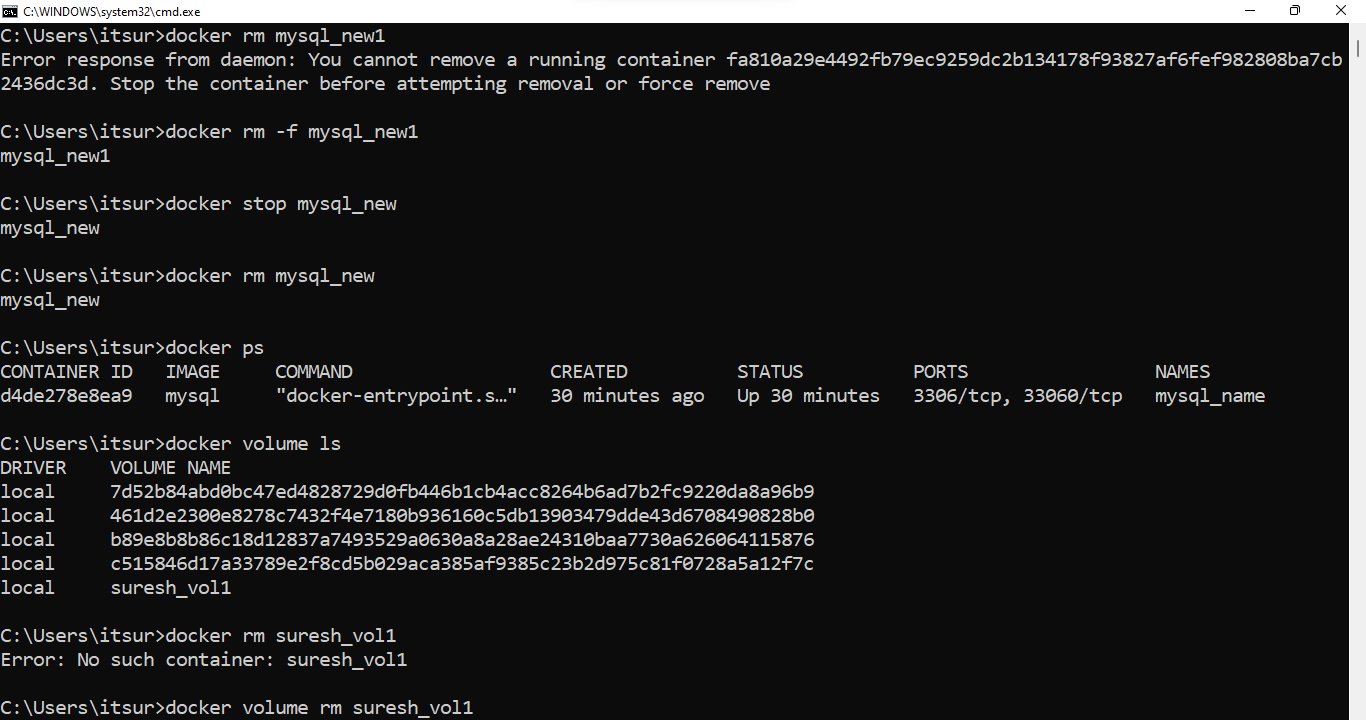 C:\WINDOWS\system32\cmd.exe
C:\Users\itsur>docker rm mysql_new1
Error response from daemon: You cannot remove a running container fa810a29e4492fb79ec9259dc2b134178f93827af6fef982808ba7cb
2436dc3d. Stop the container before attempting removal or force remove
C:\Users\itsur>docker rm -f mysql_new1
mysql_new1
C:\Users\itsur>docker stop mysql_new
mysql_new
C:\Users\itsur>docker rm mysql_new
mysql_new
C:\Users\itsur>docker ps
CONTAINER ID   IMAGE     COMMAND                  CREATED          STATUS          PORTS                 NAMES
d4de278e8ea9   mysql     "docker-entrypoint.s…"   30 minutes ago   Up 30 minutes   3306/tcp, 33060/tcp   mysql_name
C:\Users\itsur>docker volume ls
DRIVER    VOLUME NAME
local     7d52b84abd0bc47ed4828729d0fb446b1cb4acc8264b6ad7b2fc9220da8a96b9
local     461d2e2300e8278c7432f4e7180b936160c5db13903479dde43d6708490828b0
local     b89e8b8b86c18d12837a7493529a0630a8a28ae24310baa7730a626064115876
local     c515846d17a33789e2f8cd5b029aca385af9385c23b2d975c81f0728a5a12f7c
local     suresh_vol1
C:\Users\itsur>docker rm suresh_vol1
Error: No such container: suresh_vol1
C:\Users\itsur>docker volume rm suresh_vol1